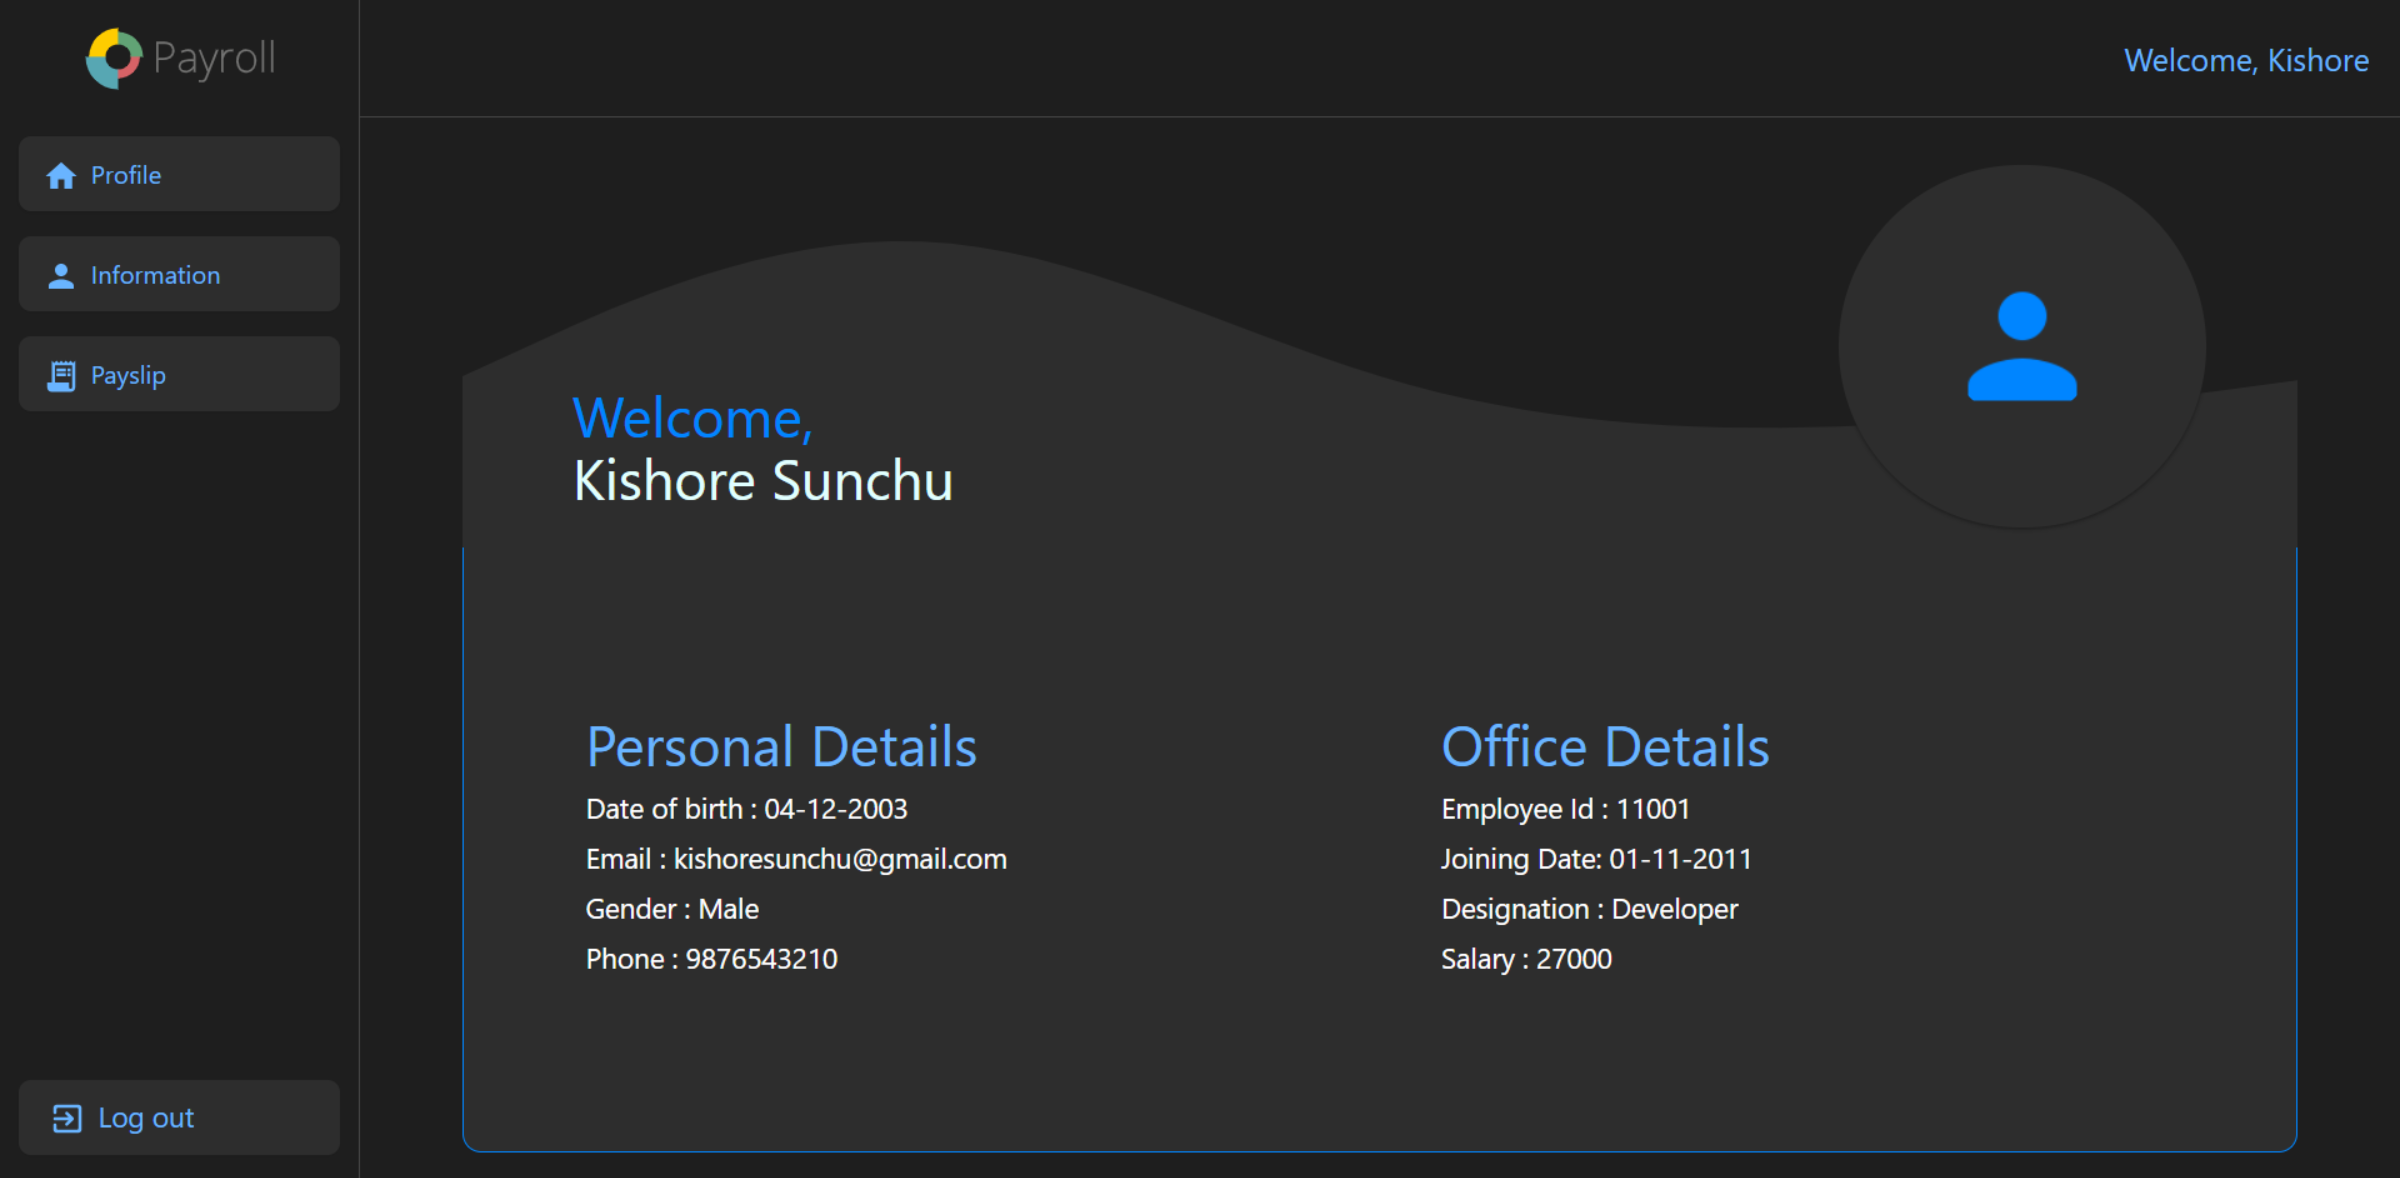 Payroll
Welcome, Kishore
Profile
Information
Payslip
Welcome,
Kishore Sunchu
Personal Details
Date of birth : 04-12-2003
Email : kishoresunchu@gmail.com
Gender : Male
Phone : 9876543210
Office Details
Employee Id : 11001
Joining Date: 01-11-2011
Designation : Developer
Salary : 27000
Log out